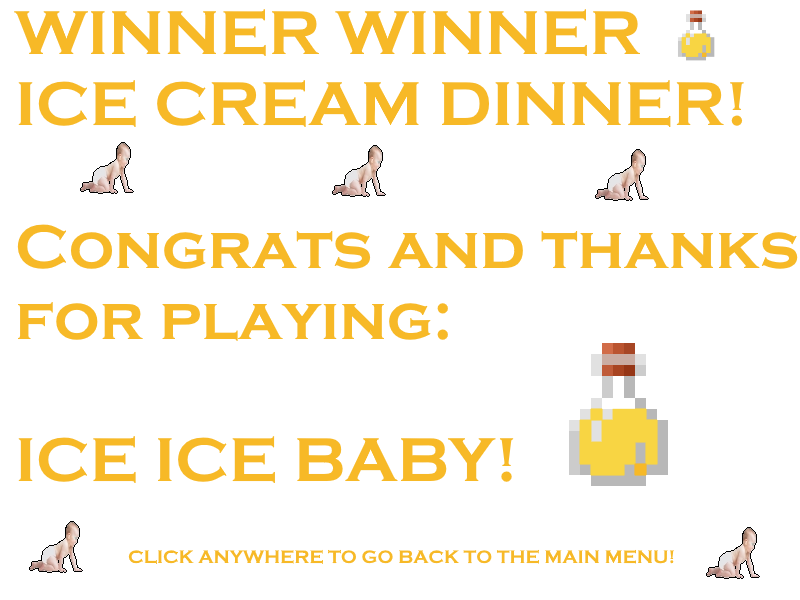 WINNER WINNER
ICE CREAM DINNER!
CONGRATS AND THANKS
FOR PLAYING:
ICE ICE BABY!
CLICK ANYWHERE TO GO BACK TO THE MAIN MENU!